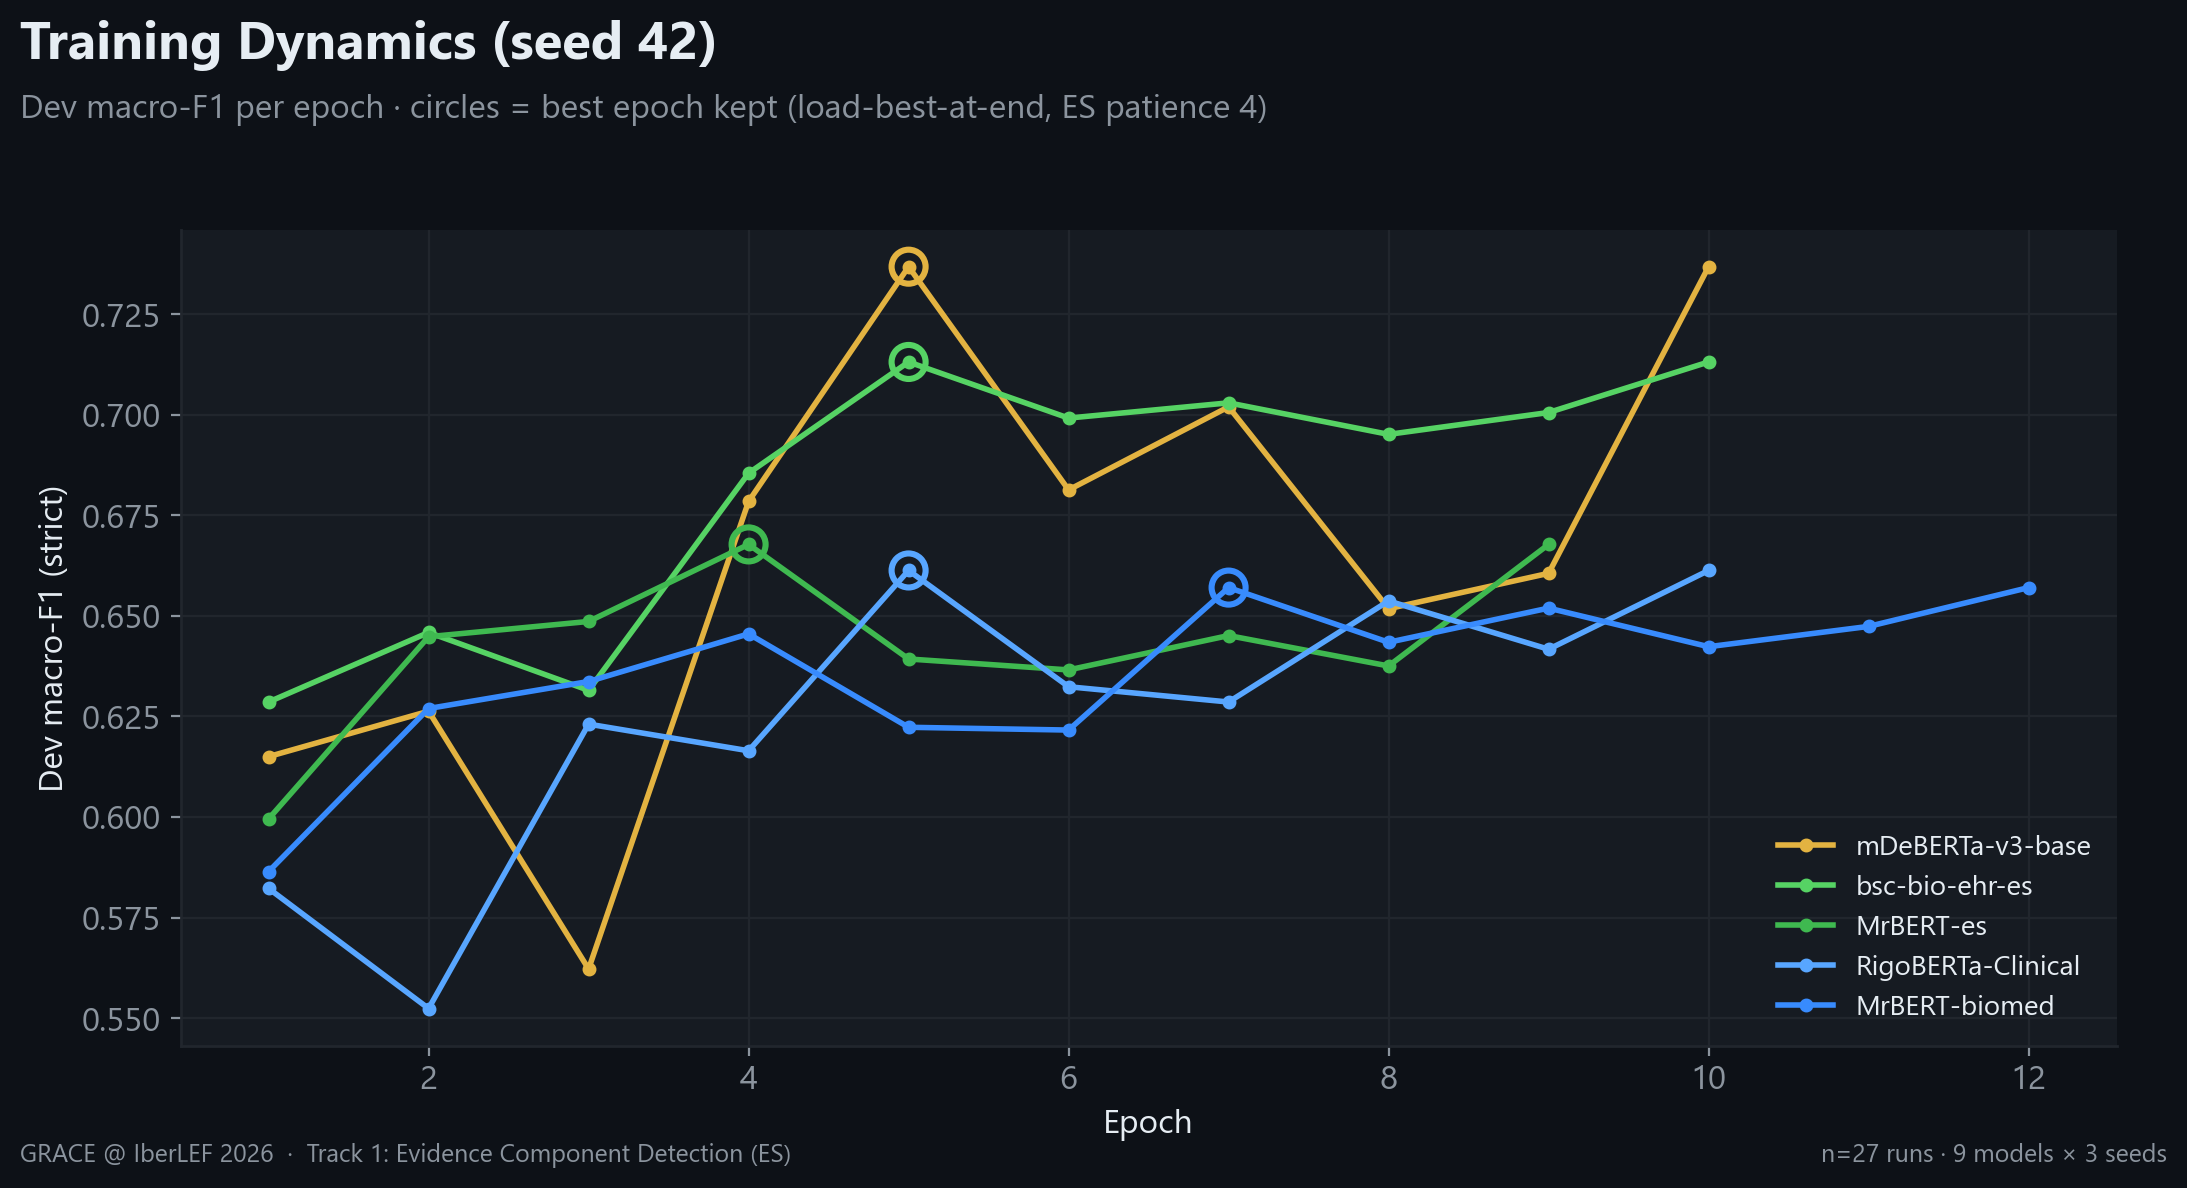 Training Dynamics (seed 42)
Dev macro-F1 per epoch · circles = best epoch kept (load-best-at-end, ES patience 4)
Dev macro-F1 (strict)
0.725
0.700
0.675
0.650
0.625
0.600
0.575
0.550
mDeBERTa-v3-base
bsc-bio-ehr-es
MrBERT-es
RigoBERTa-Clinical
MrBERT-biomed
2 4 6 8 10 12
Epoch
GRACE @ IberLEF 2026 · Track 1: Evidence Component Detection (ES)
n=27 runs · 9 models × 3 seeds